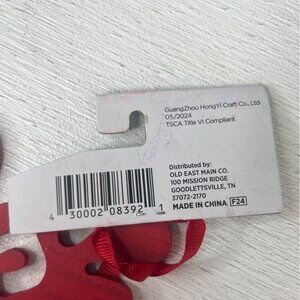 GuangZhou HongYi Craft Co., Ltd
05/2024
TSCA Title VI Compliant
Distributed by:
OLD EAST MAIN CO.
100 MISSION RIDGE
GOODLETTSVILLE, TN
37072-2170
MADE IN CHINA F24
4 30002 08392 1